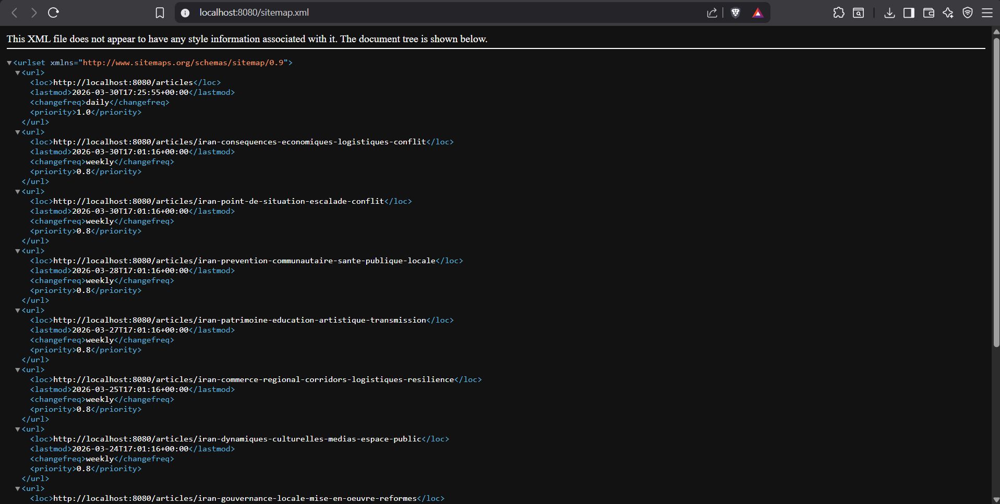 localhost:8080/sitemap.xml
This XML file does not appear to have any style information associated with it. The document tree is shown below.
<urlset xmlns="http://www.sitemaps.org/schemas/sitemap/0.9">
<url>
<loc>http://localhost:8080/articles</loc>
<lastmod>2026-03-30T17:25:55+00:00</lastmod>
<changefreq>daily</changefreq>
<priority>1.0</priority>
</url>
<url>
<loc>http://localhost:8080/articles/iran-consequences-economiques-logistiques-conflit</loc>
<lastmod>2026-03-30T17:01:16+00:00</lastmod>
<changefreq>weekly</changefreq>
<priority>0.8</priority>
</url>
<url>
<loc>http://localhost:8080/articles/iran-point-de-situation-escalade-conflit</loc>
<lastmod>2026-03-30T17:01:16+00:00</lastmod>
<changefreq>weekly</changefreq>
<priority>0.8</priority>
</url>
<url>
<loc>http://localhost:8080/articles/iran-prevention-communautaire-sante-publique-locale</loc>
<lastmod>2026-03-28T17:01:16+00:00</lastmod>
<changefreq>weekly</changefreq>
<priority>0.8</priority>
</url>
<url>
<loc>http://localhost:8080/articles/iran-patrimoine-education-artistique-transmission</loc>
<lastmod>2026-03-27T17:01:16+00:00</lastmod>
<changefreq>weekly</changefreq>
<priority>0.8</priority>
</url>
<url>
<loc>http://localhost:8080/articles/iran-commerce-regional-corridors-logistiques-resilience</loc>
<lastmod>2026-03-25T17:01:16+00:00</lastmod>
<changefreq>weekly</changefreq>
<priority>0.8</priority>
</url>
<url>
<loc>http://localhost:8080/articles/iran-dynamiques-culturelles-medias-espace-public</loc>
<lastmod>2026-03-24T17:01:16+00:00</lastmod>
<changefreq>weekly</changefreq>
<priority>0.8</priority>
</url>
<url>
<loc>http://localhost:8080/articles/iran-gouvernance-locale-mise-en-oeuvre-reformes</loc>